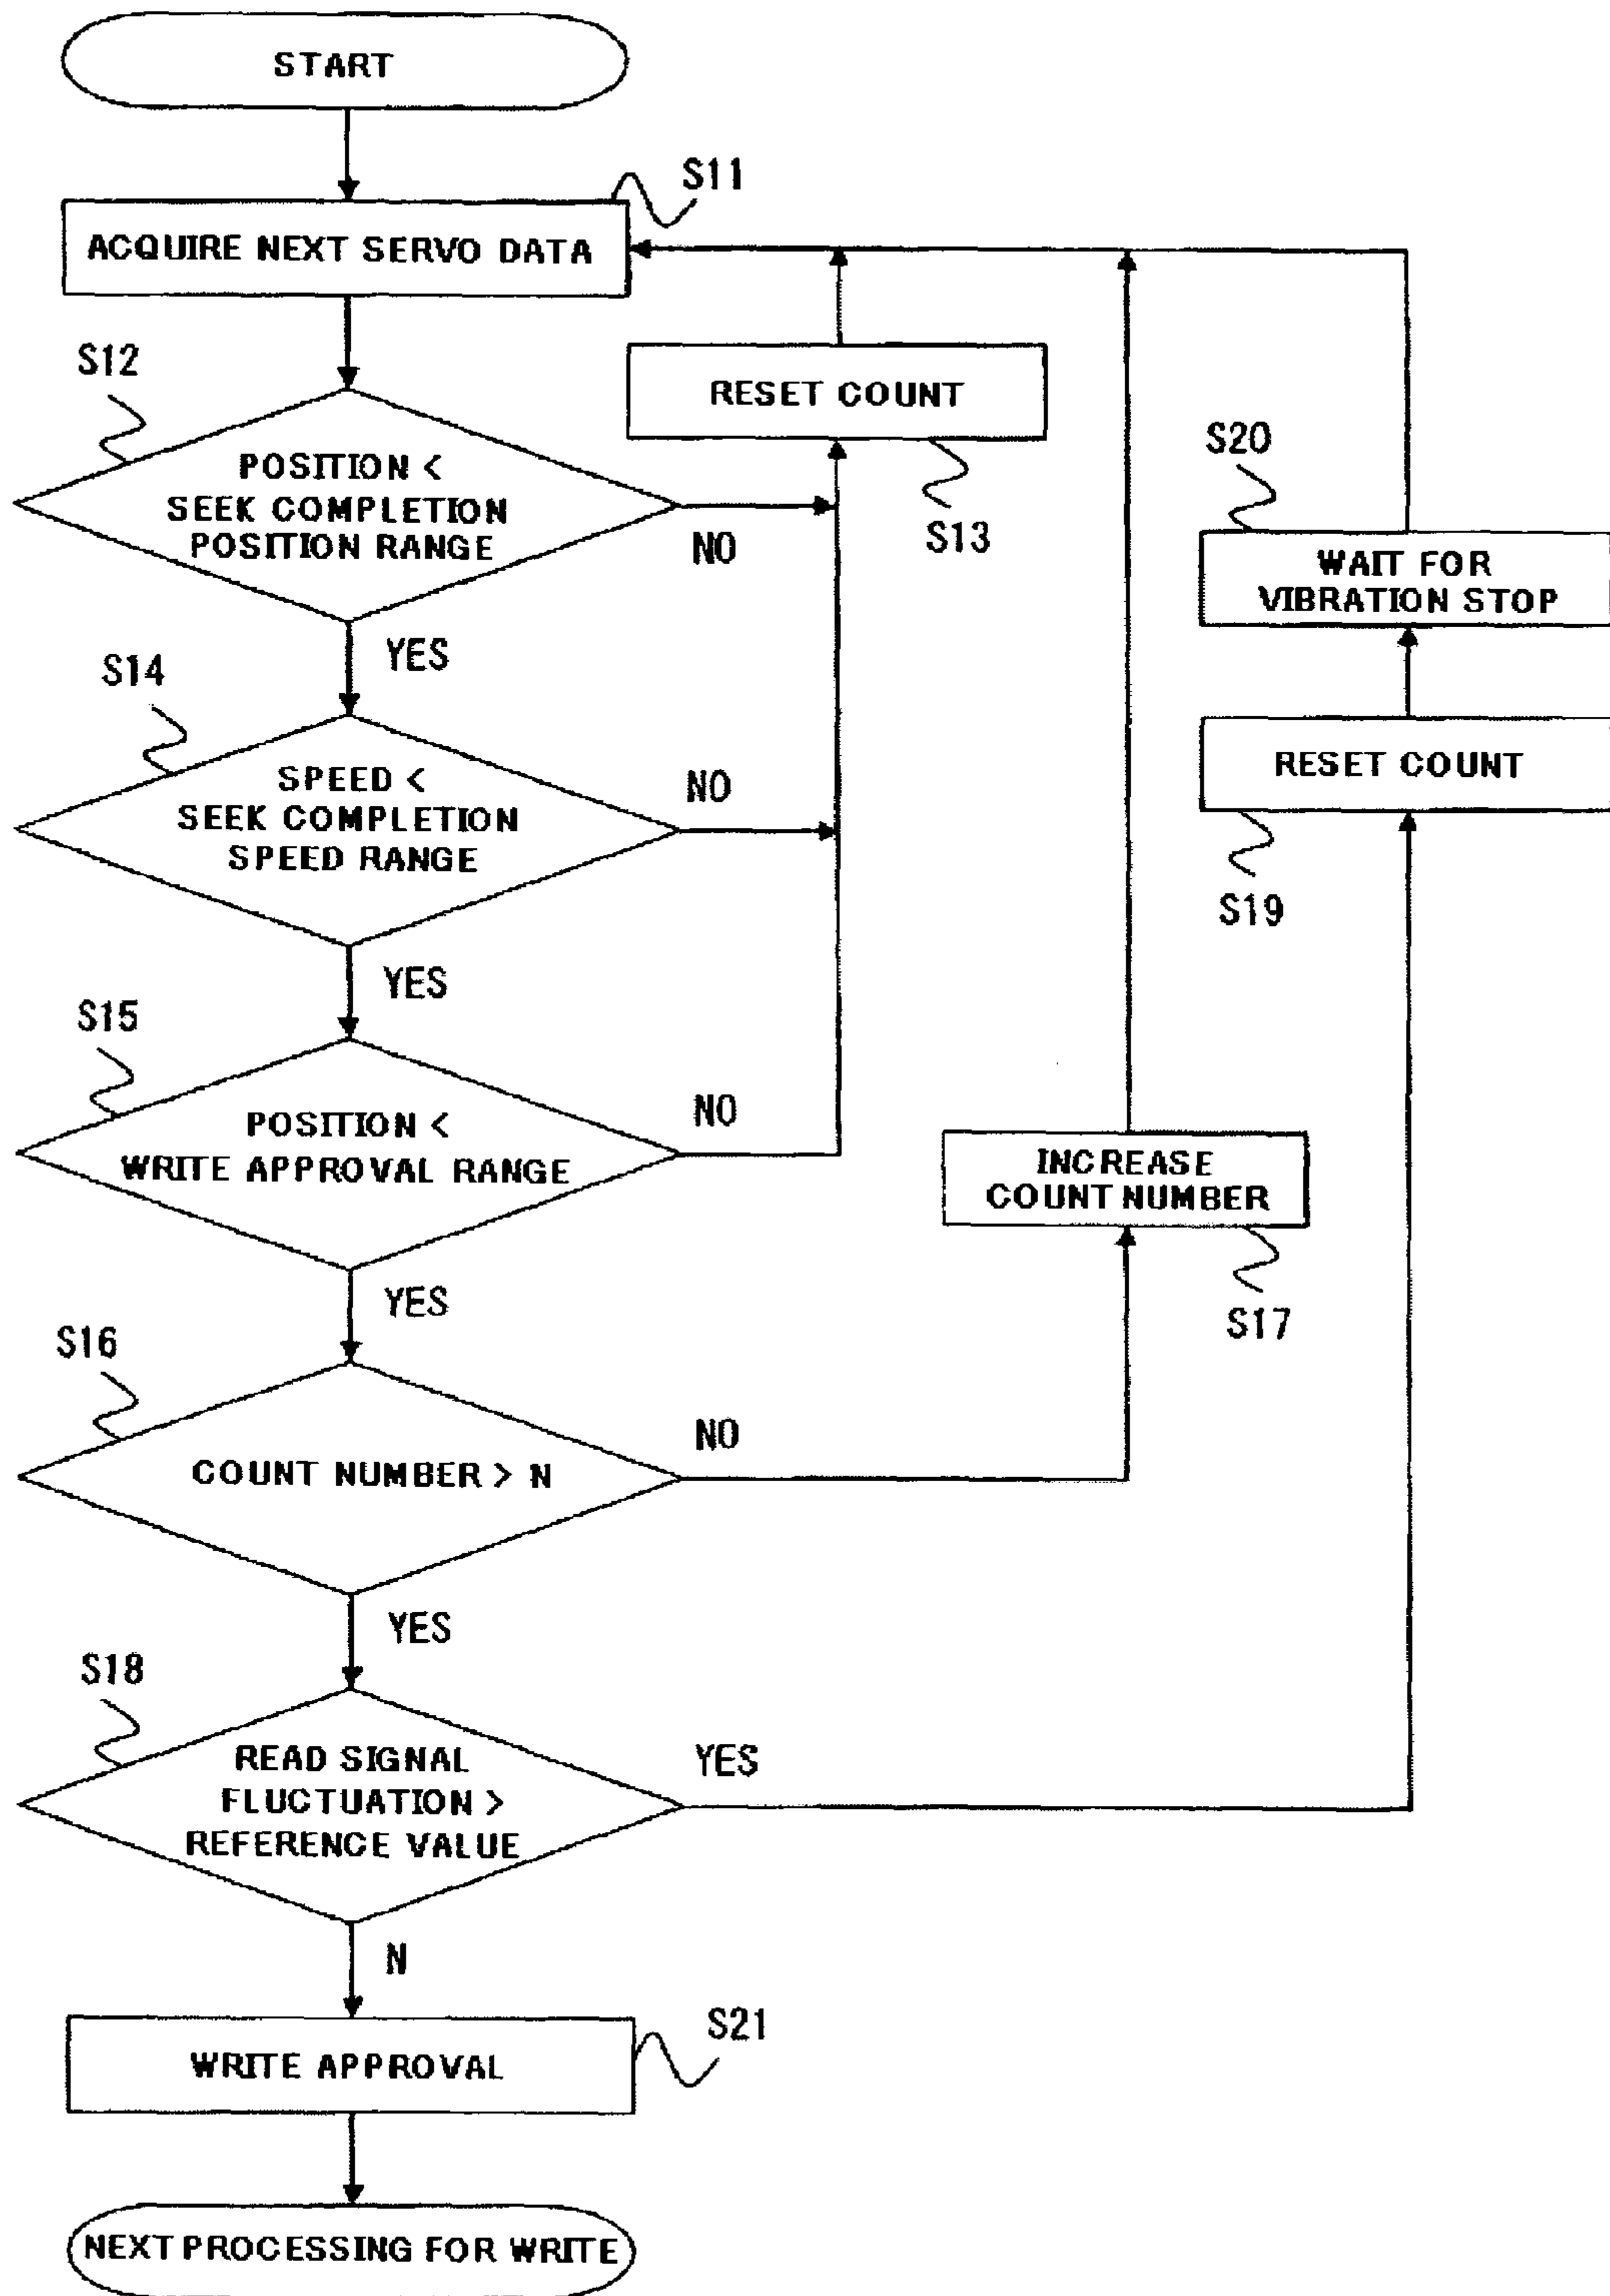 START
S11
ACQUIRE NEXT SERVO DATA
S12
RESET COUNT
S13
POSITION <
SEEK COMPLETION
POSITION RANGE
NO
S20
WAIT FOR
VIBRATION STOP
YES
S14
SPEED <
SEEK COMPLETION
SPEED RANGE
NO
RESET COUNT
S19
YES
S15
POSITION <
WRITE APPROVAL RANGE
NO
INCREASE
COUNT NUMBER
S17
YES
S16
COUNT NUMBER > N
NO
YES
S18
READ SIGNAL
FLUCTUATION >
REFERENCE VALUE
YES
N
S21
WRITE APPROVAL
NEXT PROCESSING FOR WRITE